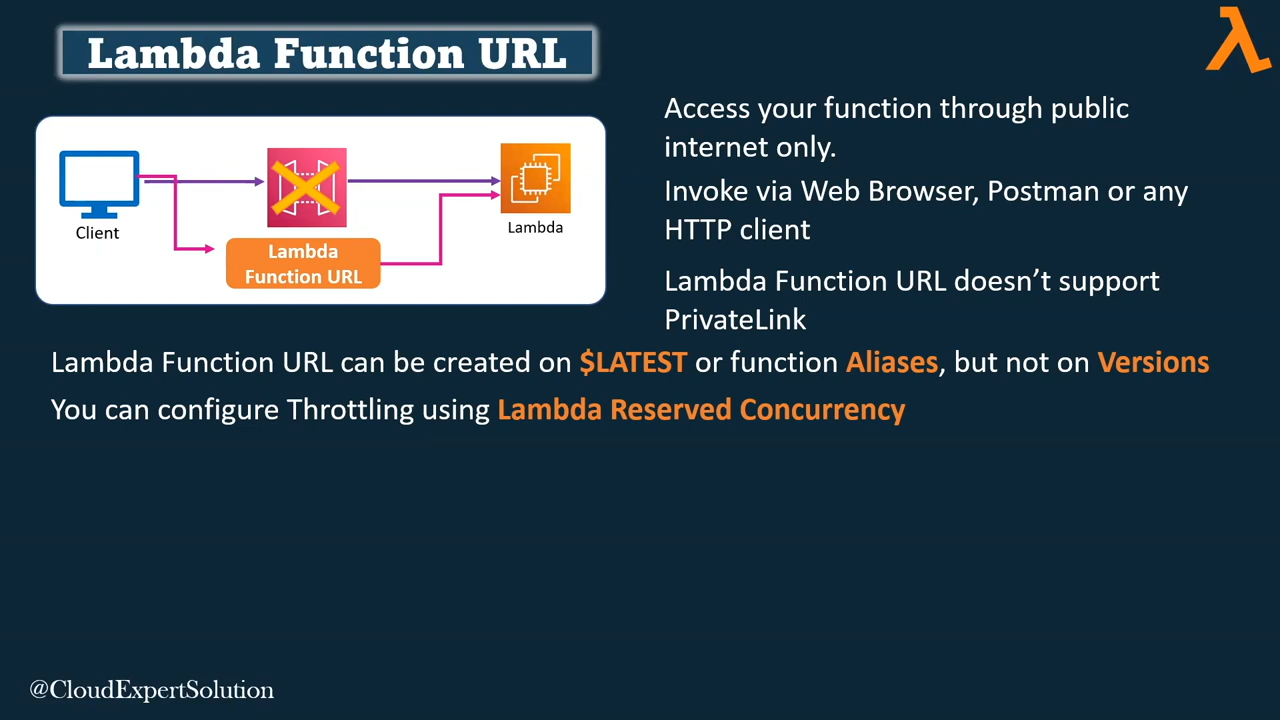 Lambda Function URL
Client
Lambda
Function URL
Lambda
Access your function through public
internet only.
Invoke via Web Browser, Postman or any
HTTP client
Lambda Function URL doesn’t support
PrivateLink
Lambda Function URL can be created on $LATEST or function Aliases, but not on Versions
You can configure Throttling using Lambda Reserved Concurrency
@CloudExpertSolution